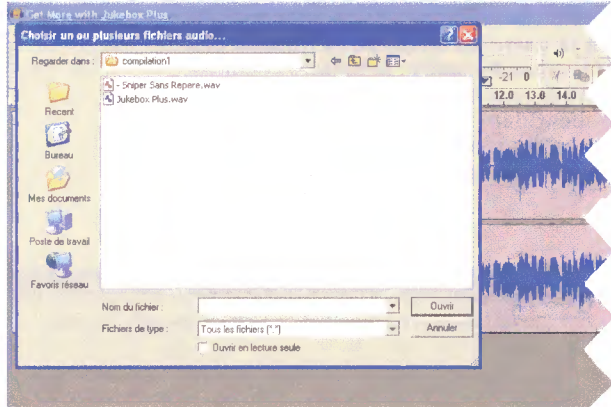 Get More with Jukebox Plus
Choisir un ou plusieurs fichiers audio...
Regarder dans :
compilation1
- Sniper Sans Repere.wav
Jukebox Plus.wav
Recent
Bureau
Mes documents
Poste de travail
Favoris réseau
Nom du fichier :
Ouvrir
Fichiers de type :
Tous les fichiers (*.*)
Annuler
Ouvrir en lecture seule
-21 0
12.0 13.0 14.0